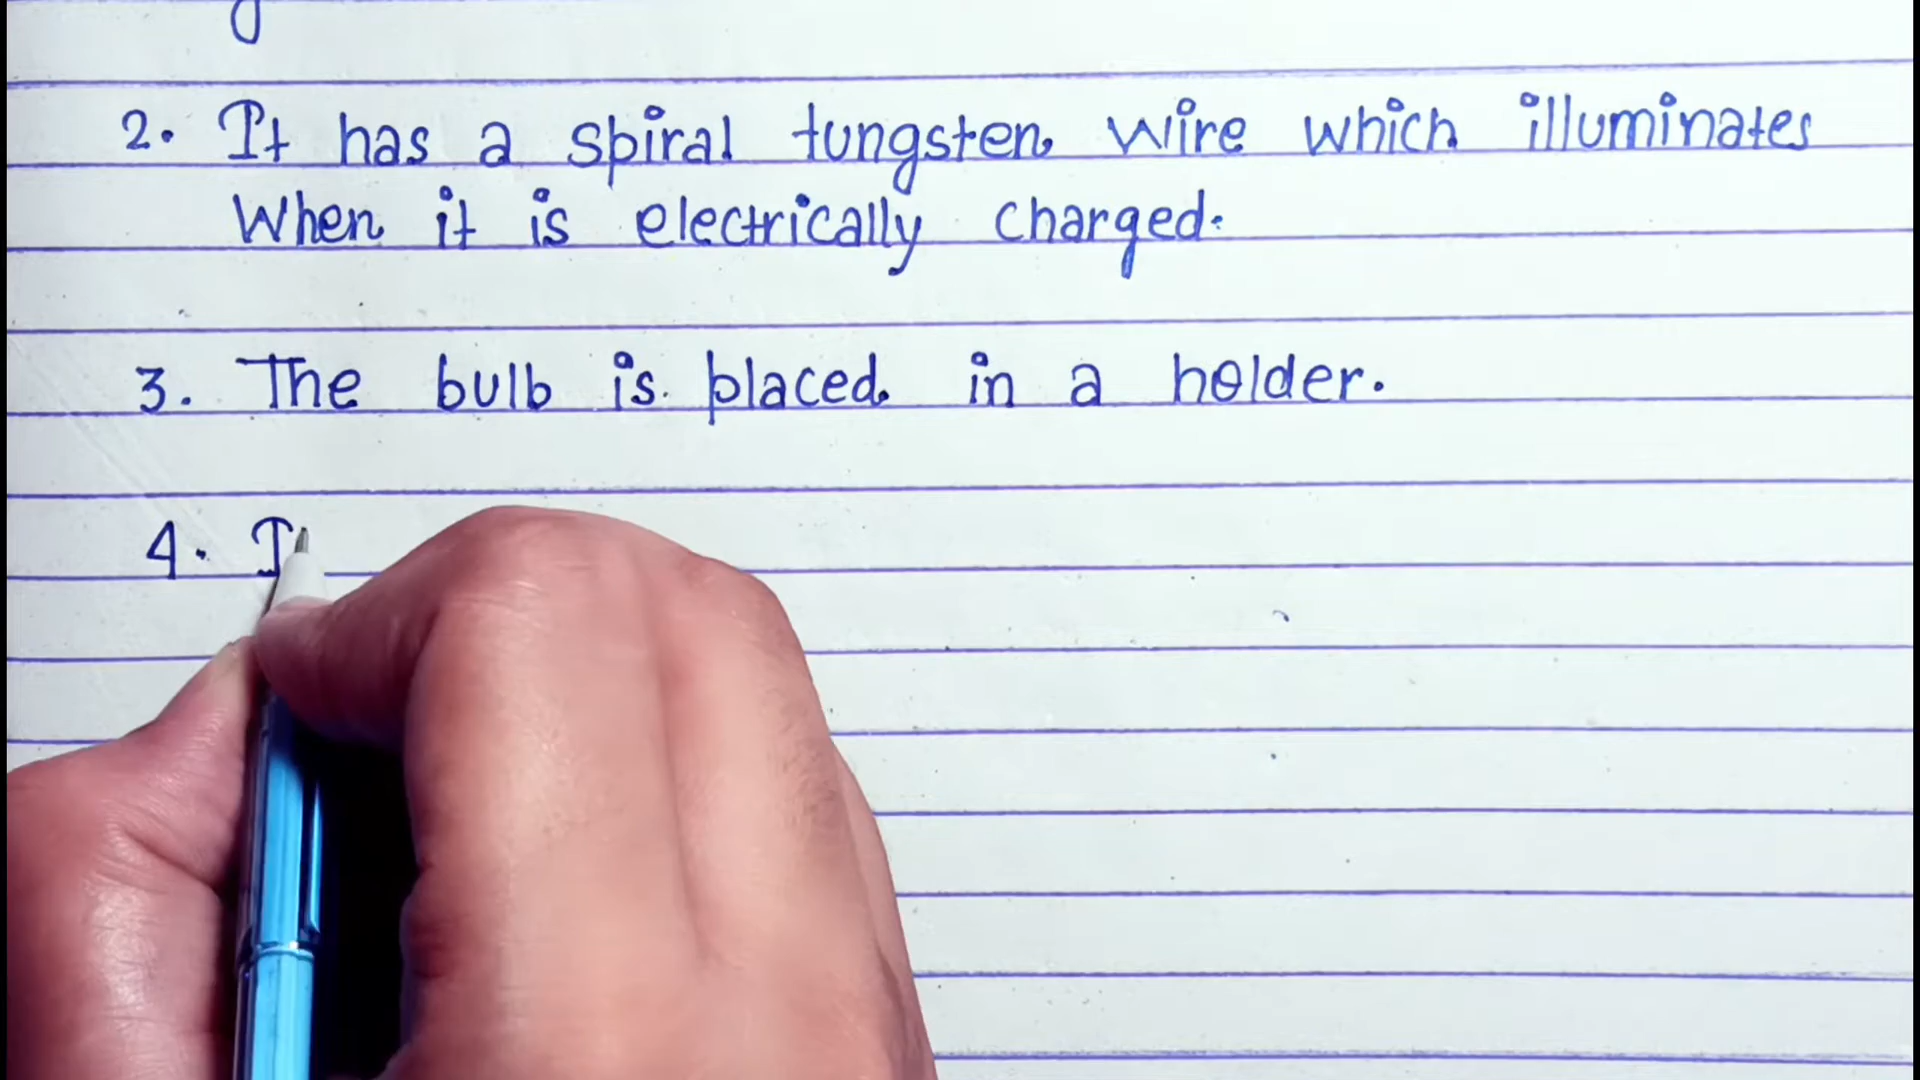 2. It has a spiral tungsten wire which illuminates
When it is electrically charged.
3. The bulb is placed in a holder.
4. I